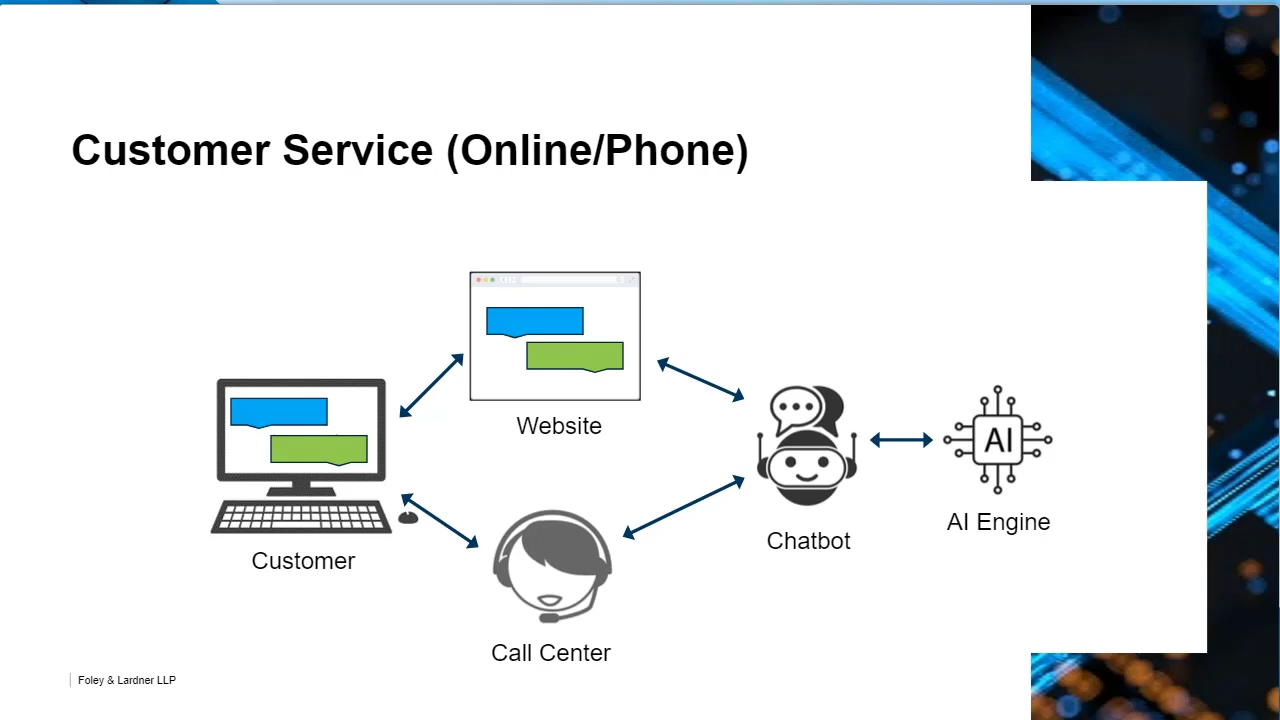 Customer Service (Online/Phone)
Website
Customer
Call Center
Chatbot
AI
AI Engine
Foley & Lardner LLP